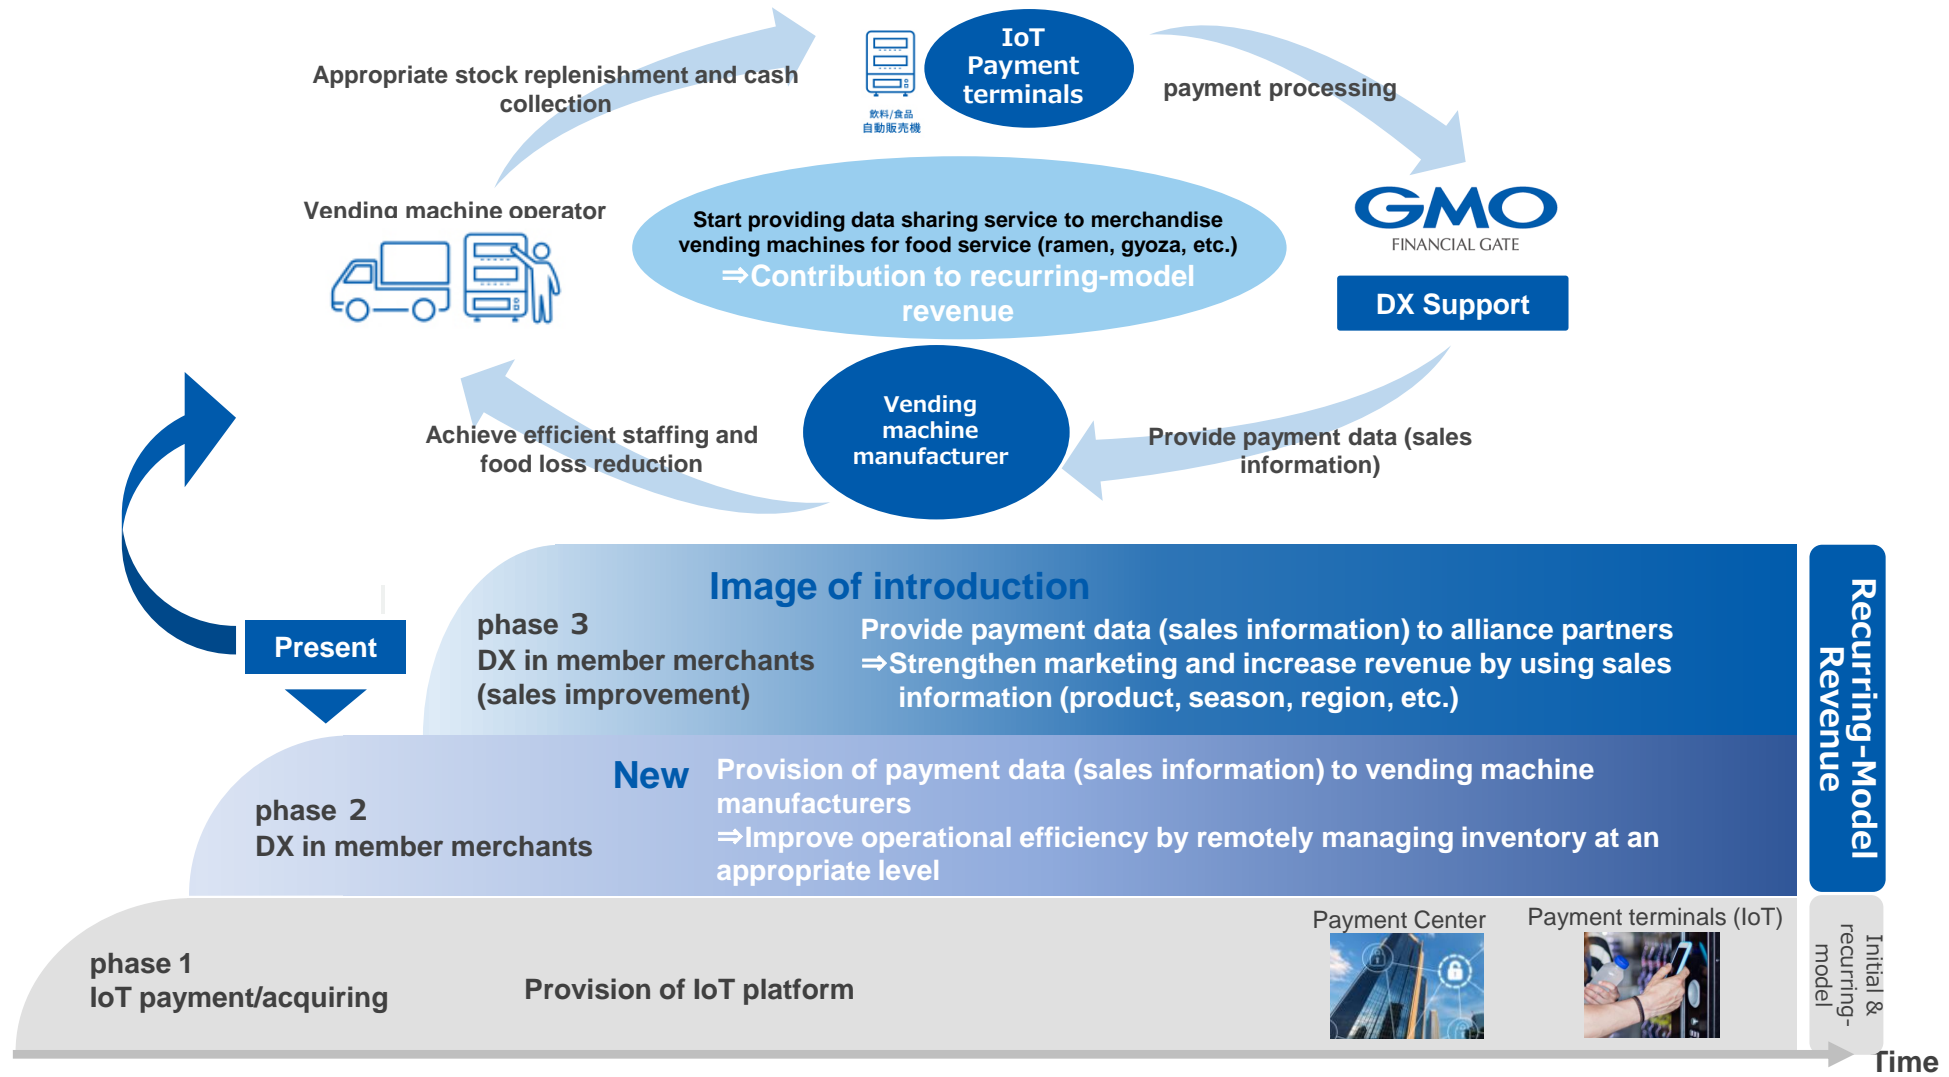 IoT
Payment
terminals
飲料/食品
自動販売機
Appropriate stock replenishment and cash
collection
payment processing
Vending machine operator
Start providing data sharing service to merchandise
vending machines for food service (ramen, gyoza, etc.)
⇒Contribution to recurring-model
revenue
GMO
FINANCIAL GATE
DX Support
Vending
machine
manufacturer
Achieve efficient staffing and
food loss reduction
Provide payment data (sales
information)
Present
Image of introduction
phase 3
DX in member merchants
(sales improvement)
Provide payment data (sales information) to alliance partners
⇒Strengthen marketing and increase revenue by using sales
information (product, season, region, etc.)
Recurring-Model
Revenue
New
phase 2
DX in member merchants
Provision of payment data (sales information) to vending machine
manufacturers
⇒Improve operational efficiency by remotely managing inventory at an
appropriate level
phase 1
IoT payment/acquiring
Provision of IoT platform
Payment Center
Payment terminals (IoT)
Initial &
recurring-
model
Time